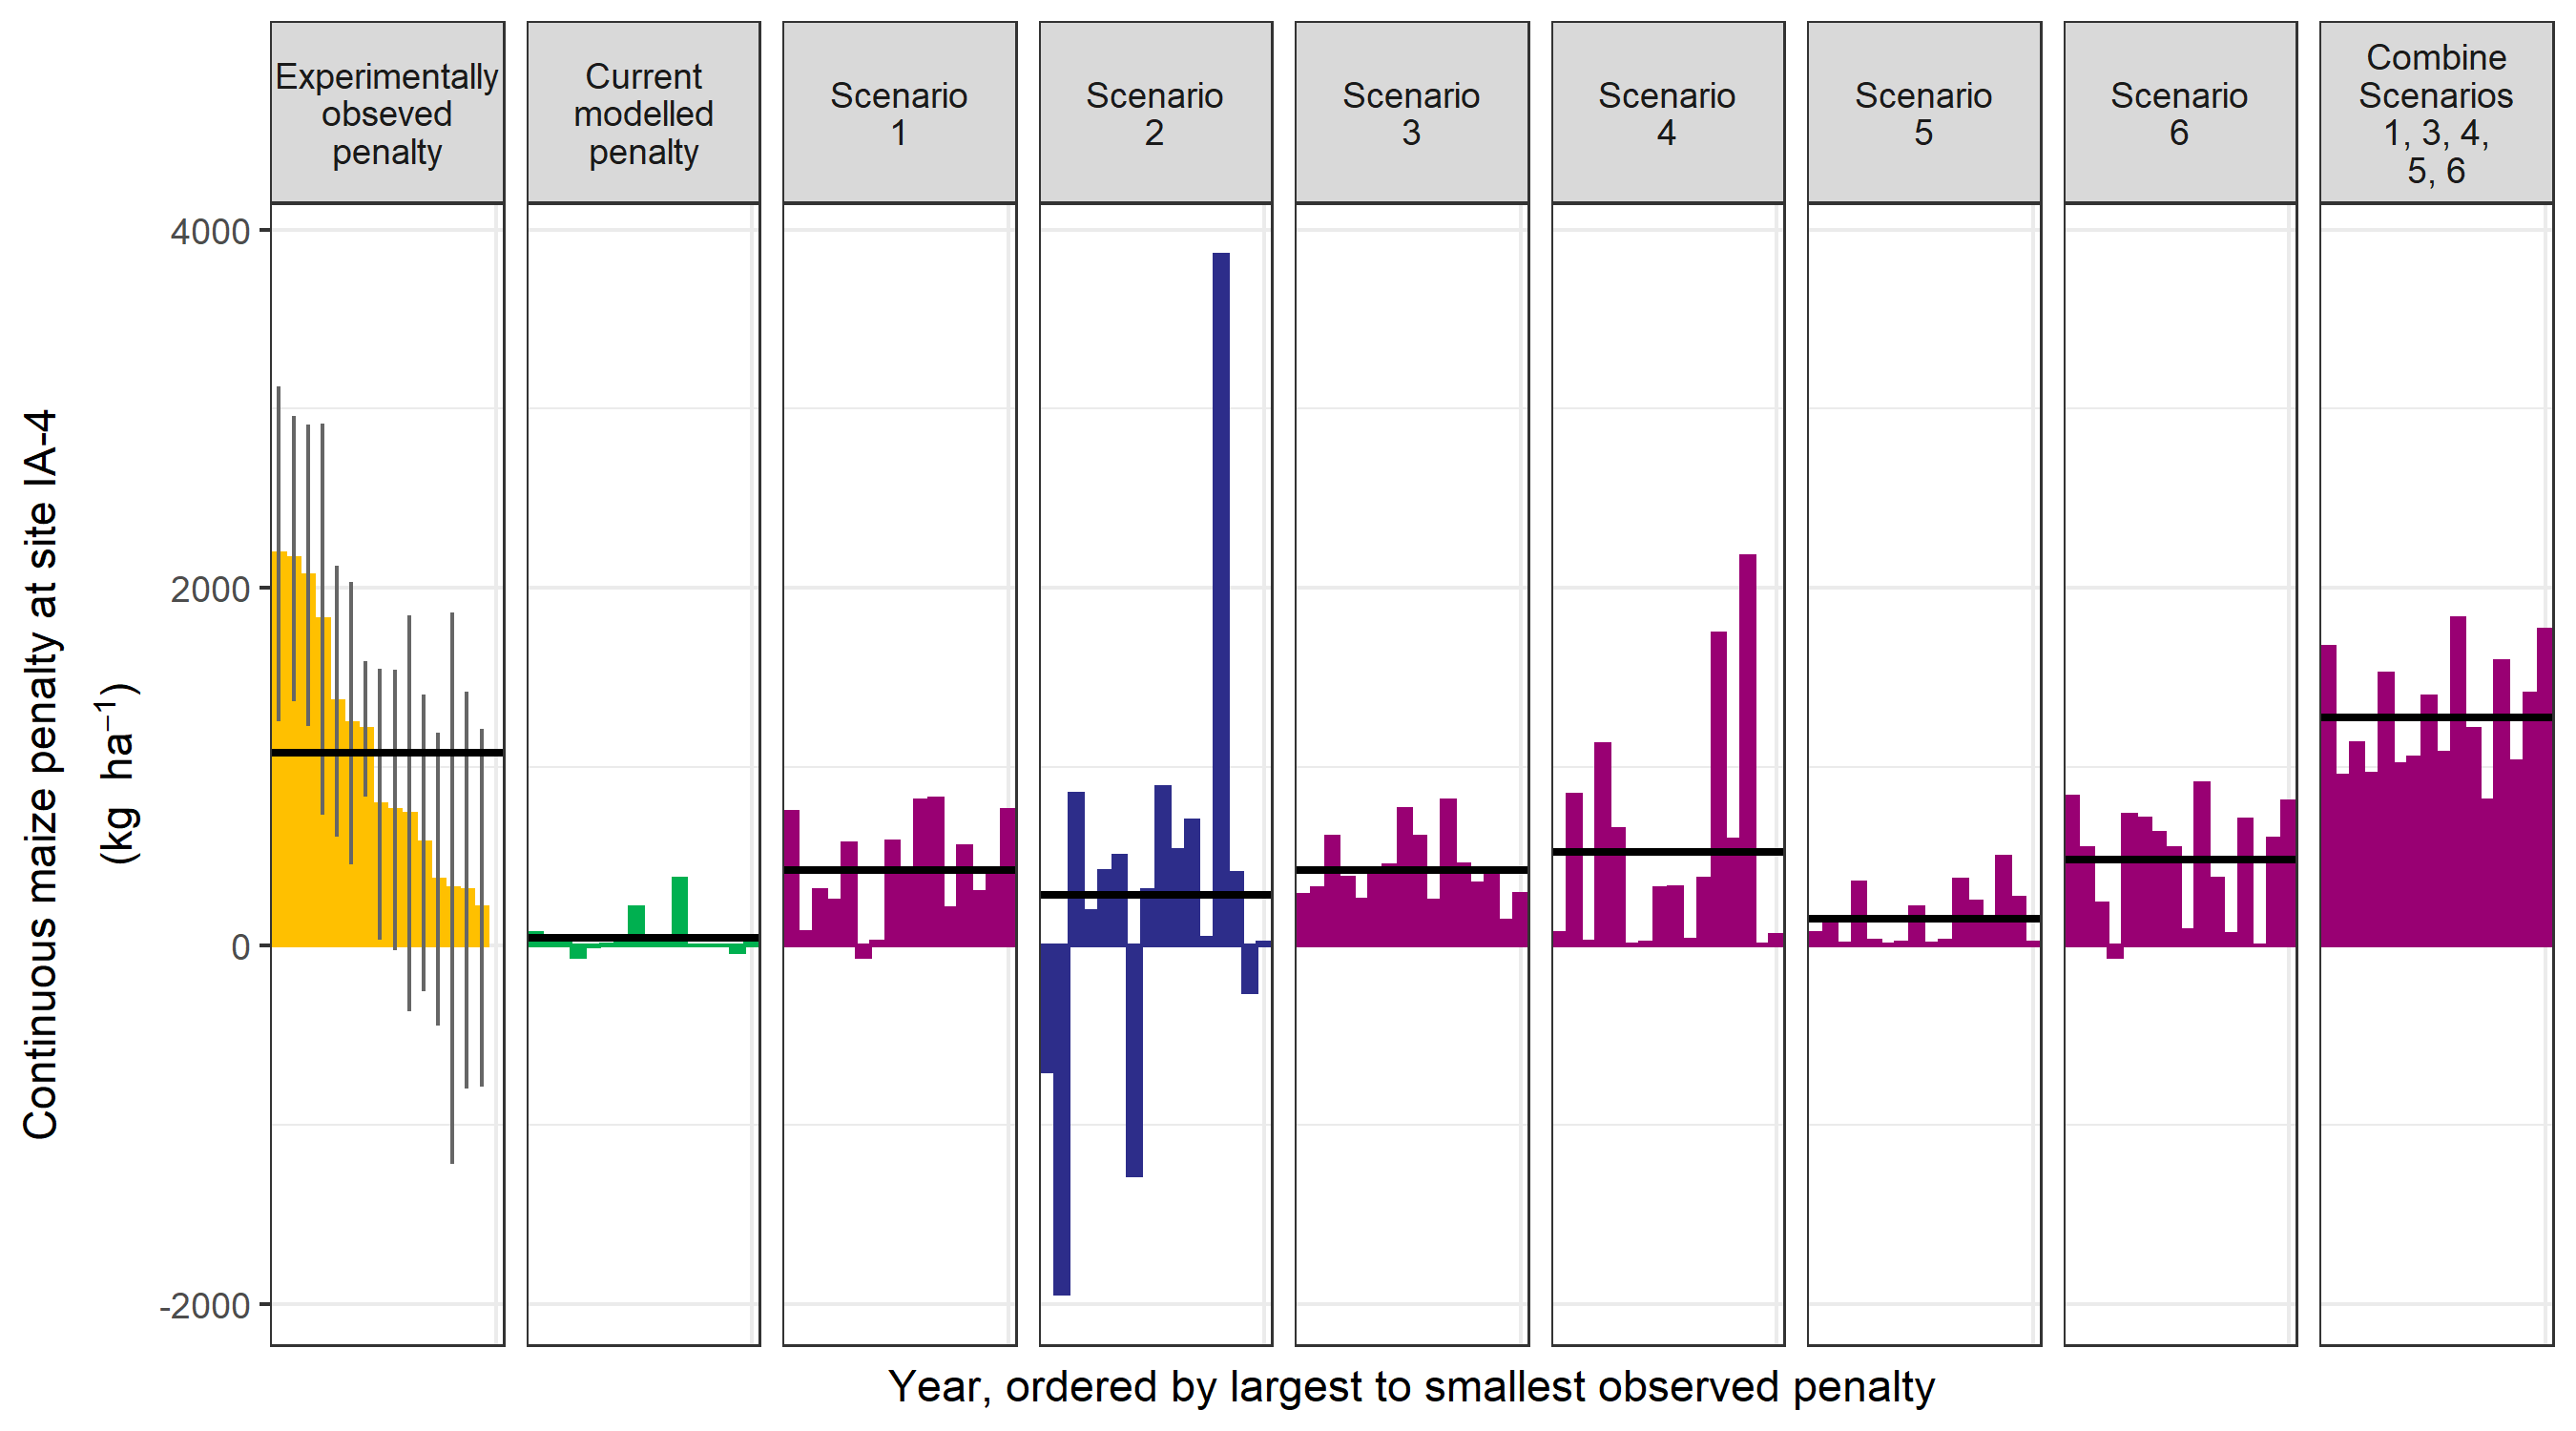 Experimentally
obseved
penalty
Current
modelled
penalty
Scenario
1
Scenario
2
Scenario
3
Scenario
4
Scenario
5
Scenario
6
Combine
Scenarios
1, 3, 4,
5, 6
Continuous maize penalty at site IA-4
(kg ha⁻¹)
4000
2000
0
-2000
Year, ordered by largest to smallest observed penalty